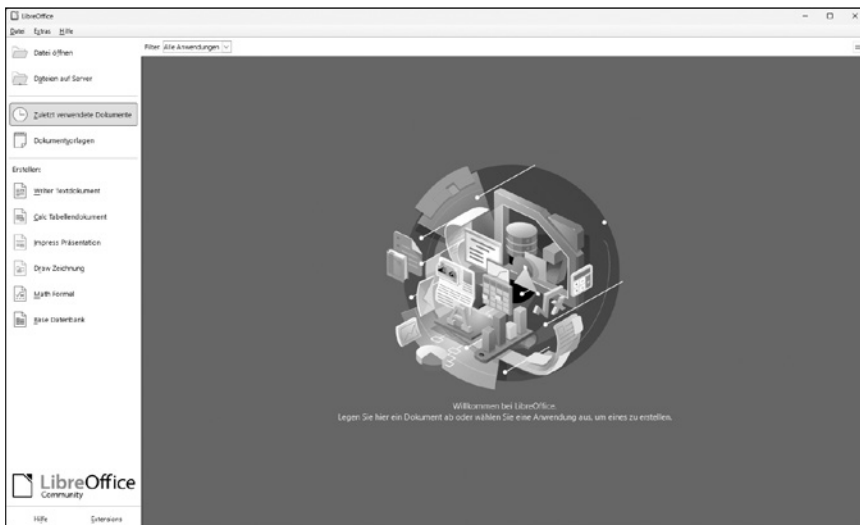 LibreOffice
Datei Extras Hilfe
Datei öffnen
Filter: Alle Anwendungen
Dateien auf Server
Zuletzt verwendete Dokumente
Dokumentvorlagen
Erstellen:
Writer Textdokument
Calc Tabellendokument
Impress Präsentation
Draw Zeichnung
Math Formel
Base Datenbank
Willkommen bei LibreOffice.
Legen Sie hier ein Dokument ab oder wählen Sie eine Anwendung aus, um eines zu erstellen.
LibreOffice
Community
Hilfe Extensions